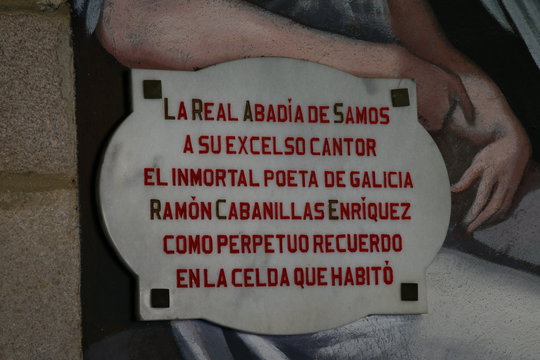 LA REAL ABADÍA DE SAMOS
A SU EXCELSO CANTOR
EL INMORTAL POETA DE GALICIA
RAMÓN CABANILLAS ENRÍQUEZ
COMO PERPETUO RECUERDO
EN LA CELDA QUE HABITÓ